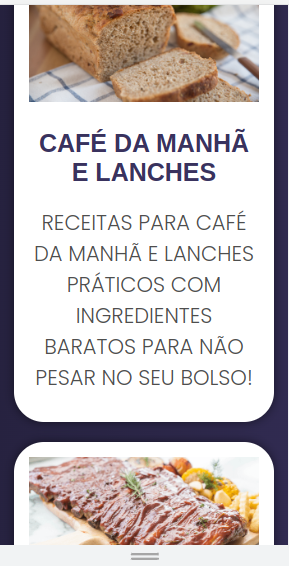 CAFÉ DA MANHÃ
E LANCHES
RECEITAS PARA CAFÉ
DA MANHÃ E LANCHES
PRÁTICOS COM
INGREDIENTES
BARATOS PARA NÃO
PESAR NO SEU BOLSO!